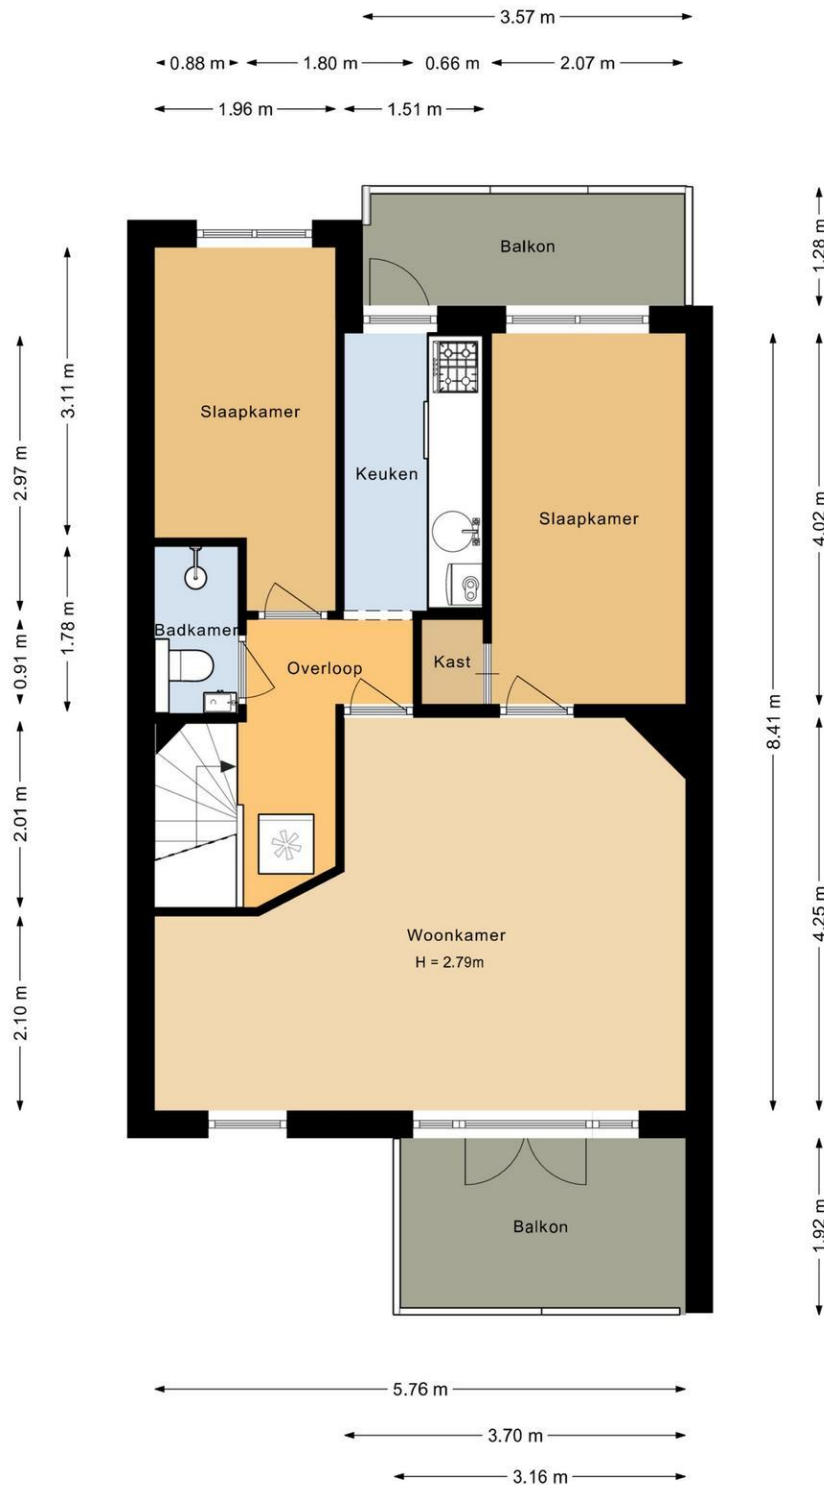 3.57 m
0.88 m
1.80 m
0.66 m
2.07 m
1.96 m
1.51 m
Balkon
1.28 m
3.11 m
2.97 m
Slaapkamer
Keuken
Slaapkamer
4.02 m
Badkamer
1.78 m
0.91 m
Overloop
Kast
8.41 m
2.01 m
Woonkamer
H = 2.79m
4.25 m
2.10 m
Balkon
1.92 m
5.76 m
3.70 m
3.16 m